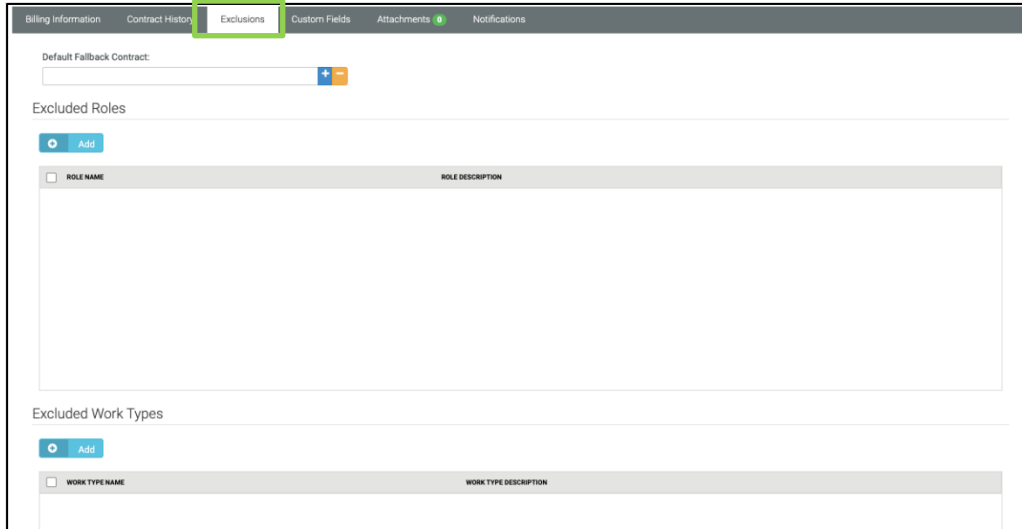 Billing Information Contract History Exclusions Custom Fields Attachments 0 Notifications
Default Fallback Contract:
Excluded Roles
Add
ROLE NAME ROLE DESCRIPTION
Excluded Work Types
Add
WORK TYPE NAME WORK TYPE DESCRIPTION